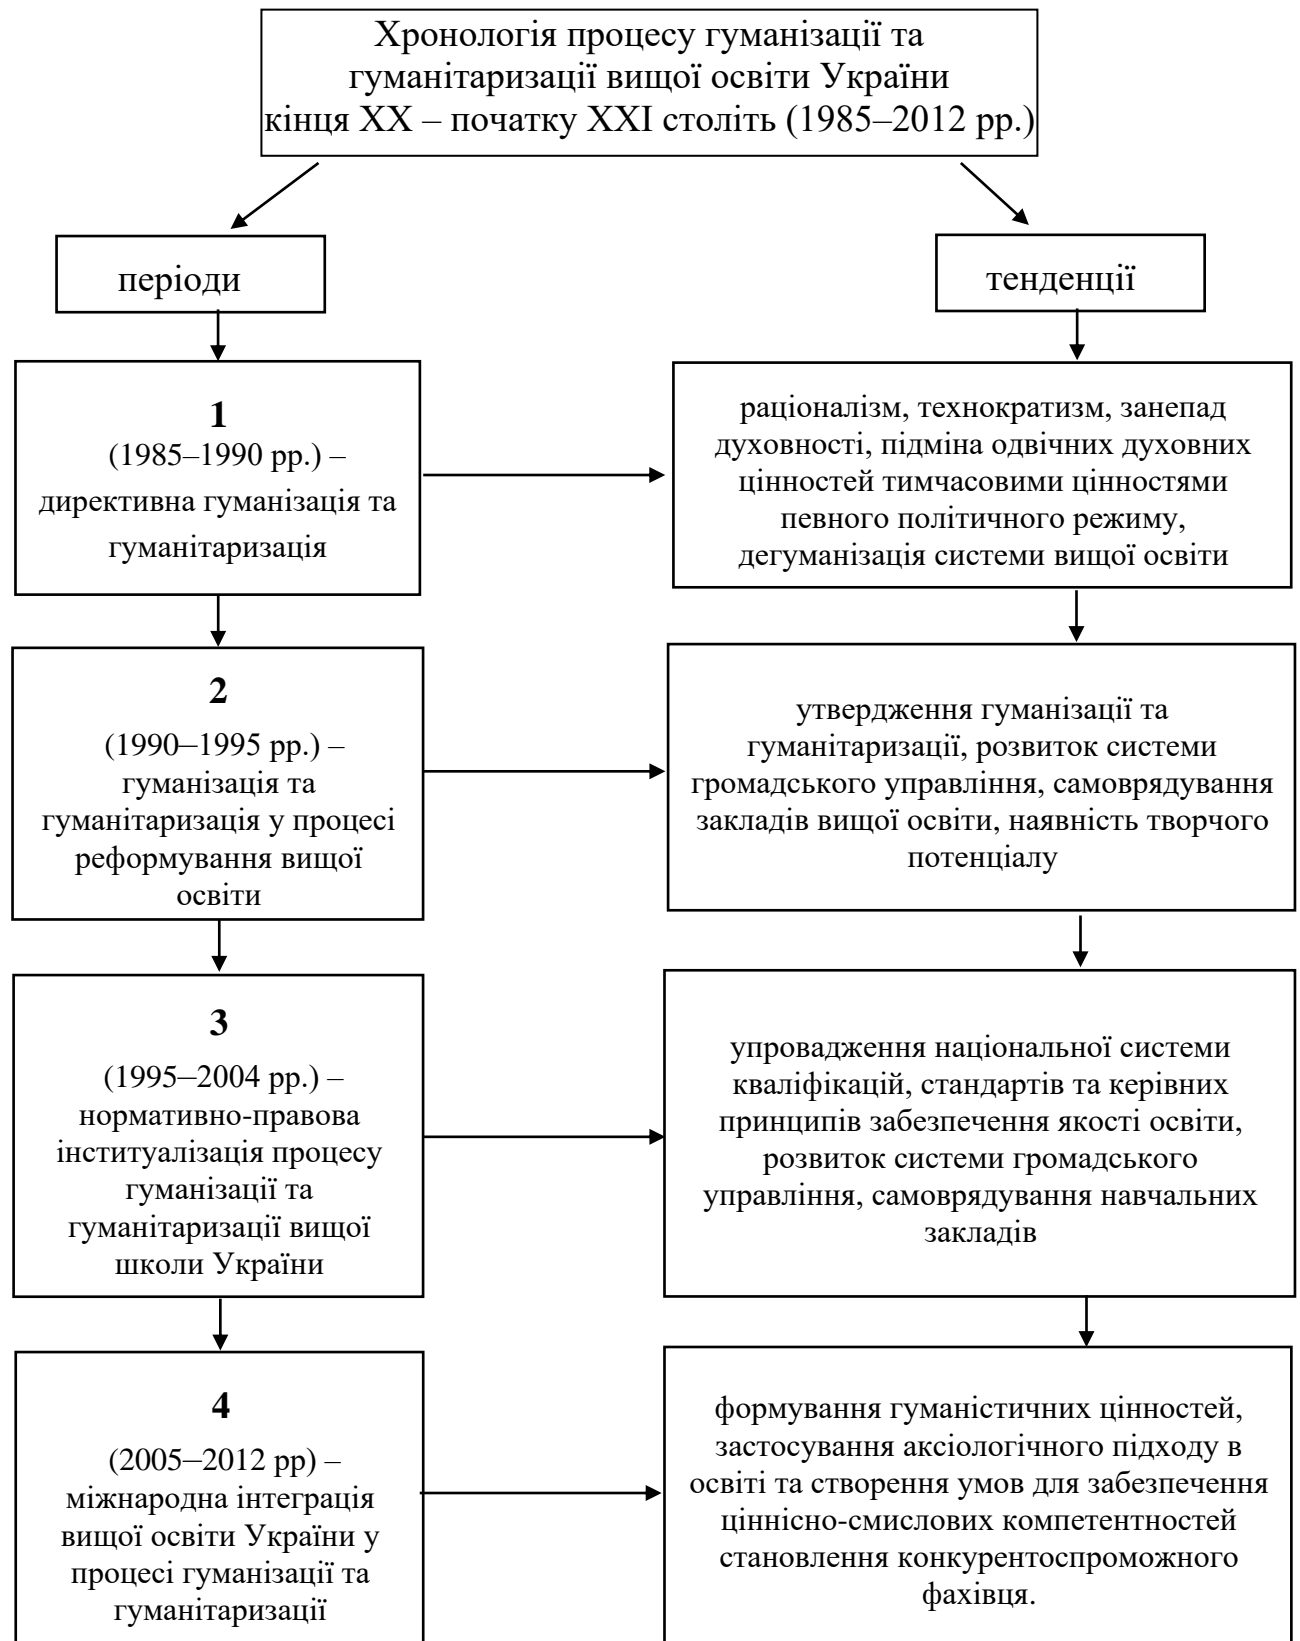 Хронологія процесу гуманізації та
гуманітаризації вищої освіти України
кінця ХХ – початку ХХІ століть (1985–2012 рр.)
періоди
тенденції
1
(1985–1990 рр.) –
директивна гуманізація та
гуманітаризація
раціоналізм, технократизм, занепад
духовності, підміна одвічних духовних
цінностей тимчасовими цінностями
певного політичного режиму,
дегуманізація системи вищої освіти
2
(1990–1995 рр.) –
гуманізація та
гуманітаризація у процесі
реформування вищої
освіти
утвердження гуманізації та
гуманітаризації, розвиток системи
громадського управління, самоврядування
закладів вищої освіти, наявність творчого
потенціалу
3
(1995–2004 рр.) –
нормативно-правова
інституалізація процесу
гуманізації та
гуманітаризації вищої
школи України
упровадження національної системи
кваліфікацій, стандартів та керівних
принципів забезпечення якості освіти,
розвиток системи громадського
управління, самоврядування навчальних
закладів
4
(2005–2012 рр) –
міжнародна інтеграція
вищої освіти України у
процесі гуманізації та
гуманітаризації
формування гуманістичних цінностей,
застосування аксіологічного підходу в
освіті та створення умов для забезпечення
ціннісно-смислових компетентностей
становлення конкурентоспроможного
фахівця.